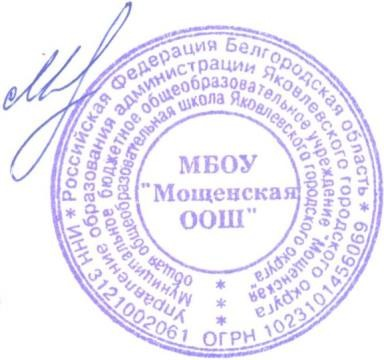 * Российская Федерация Белгородская область *
Управление образования администрации Яковлевского городского округа
Муниципальное бюджетное общеобразовательное учреждение "Мощенская
общеобразовательная школа Яковлевского городского округа"
МБОУ
"Мощенская
ООШ"
ИНН 3121002061 ОГРН 1023101456069